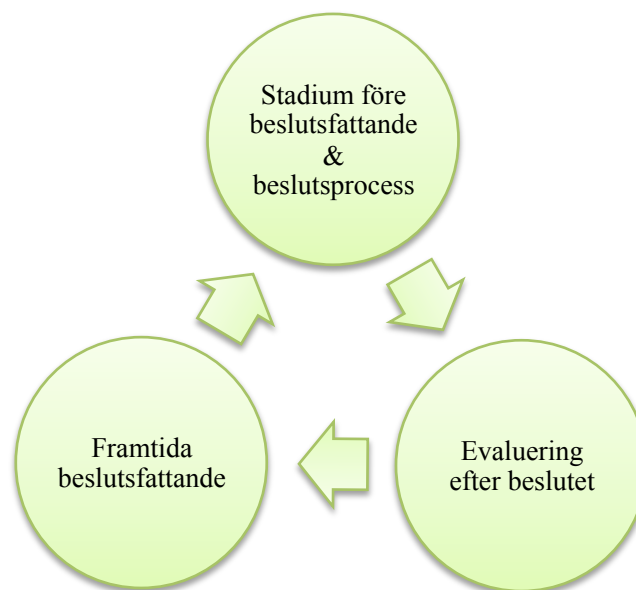 Stadium före
beslutsfattande
&
beslutsprocess
Framtida
beslutsfattande
Evaluering
efter beslutet